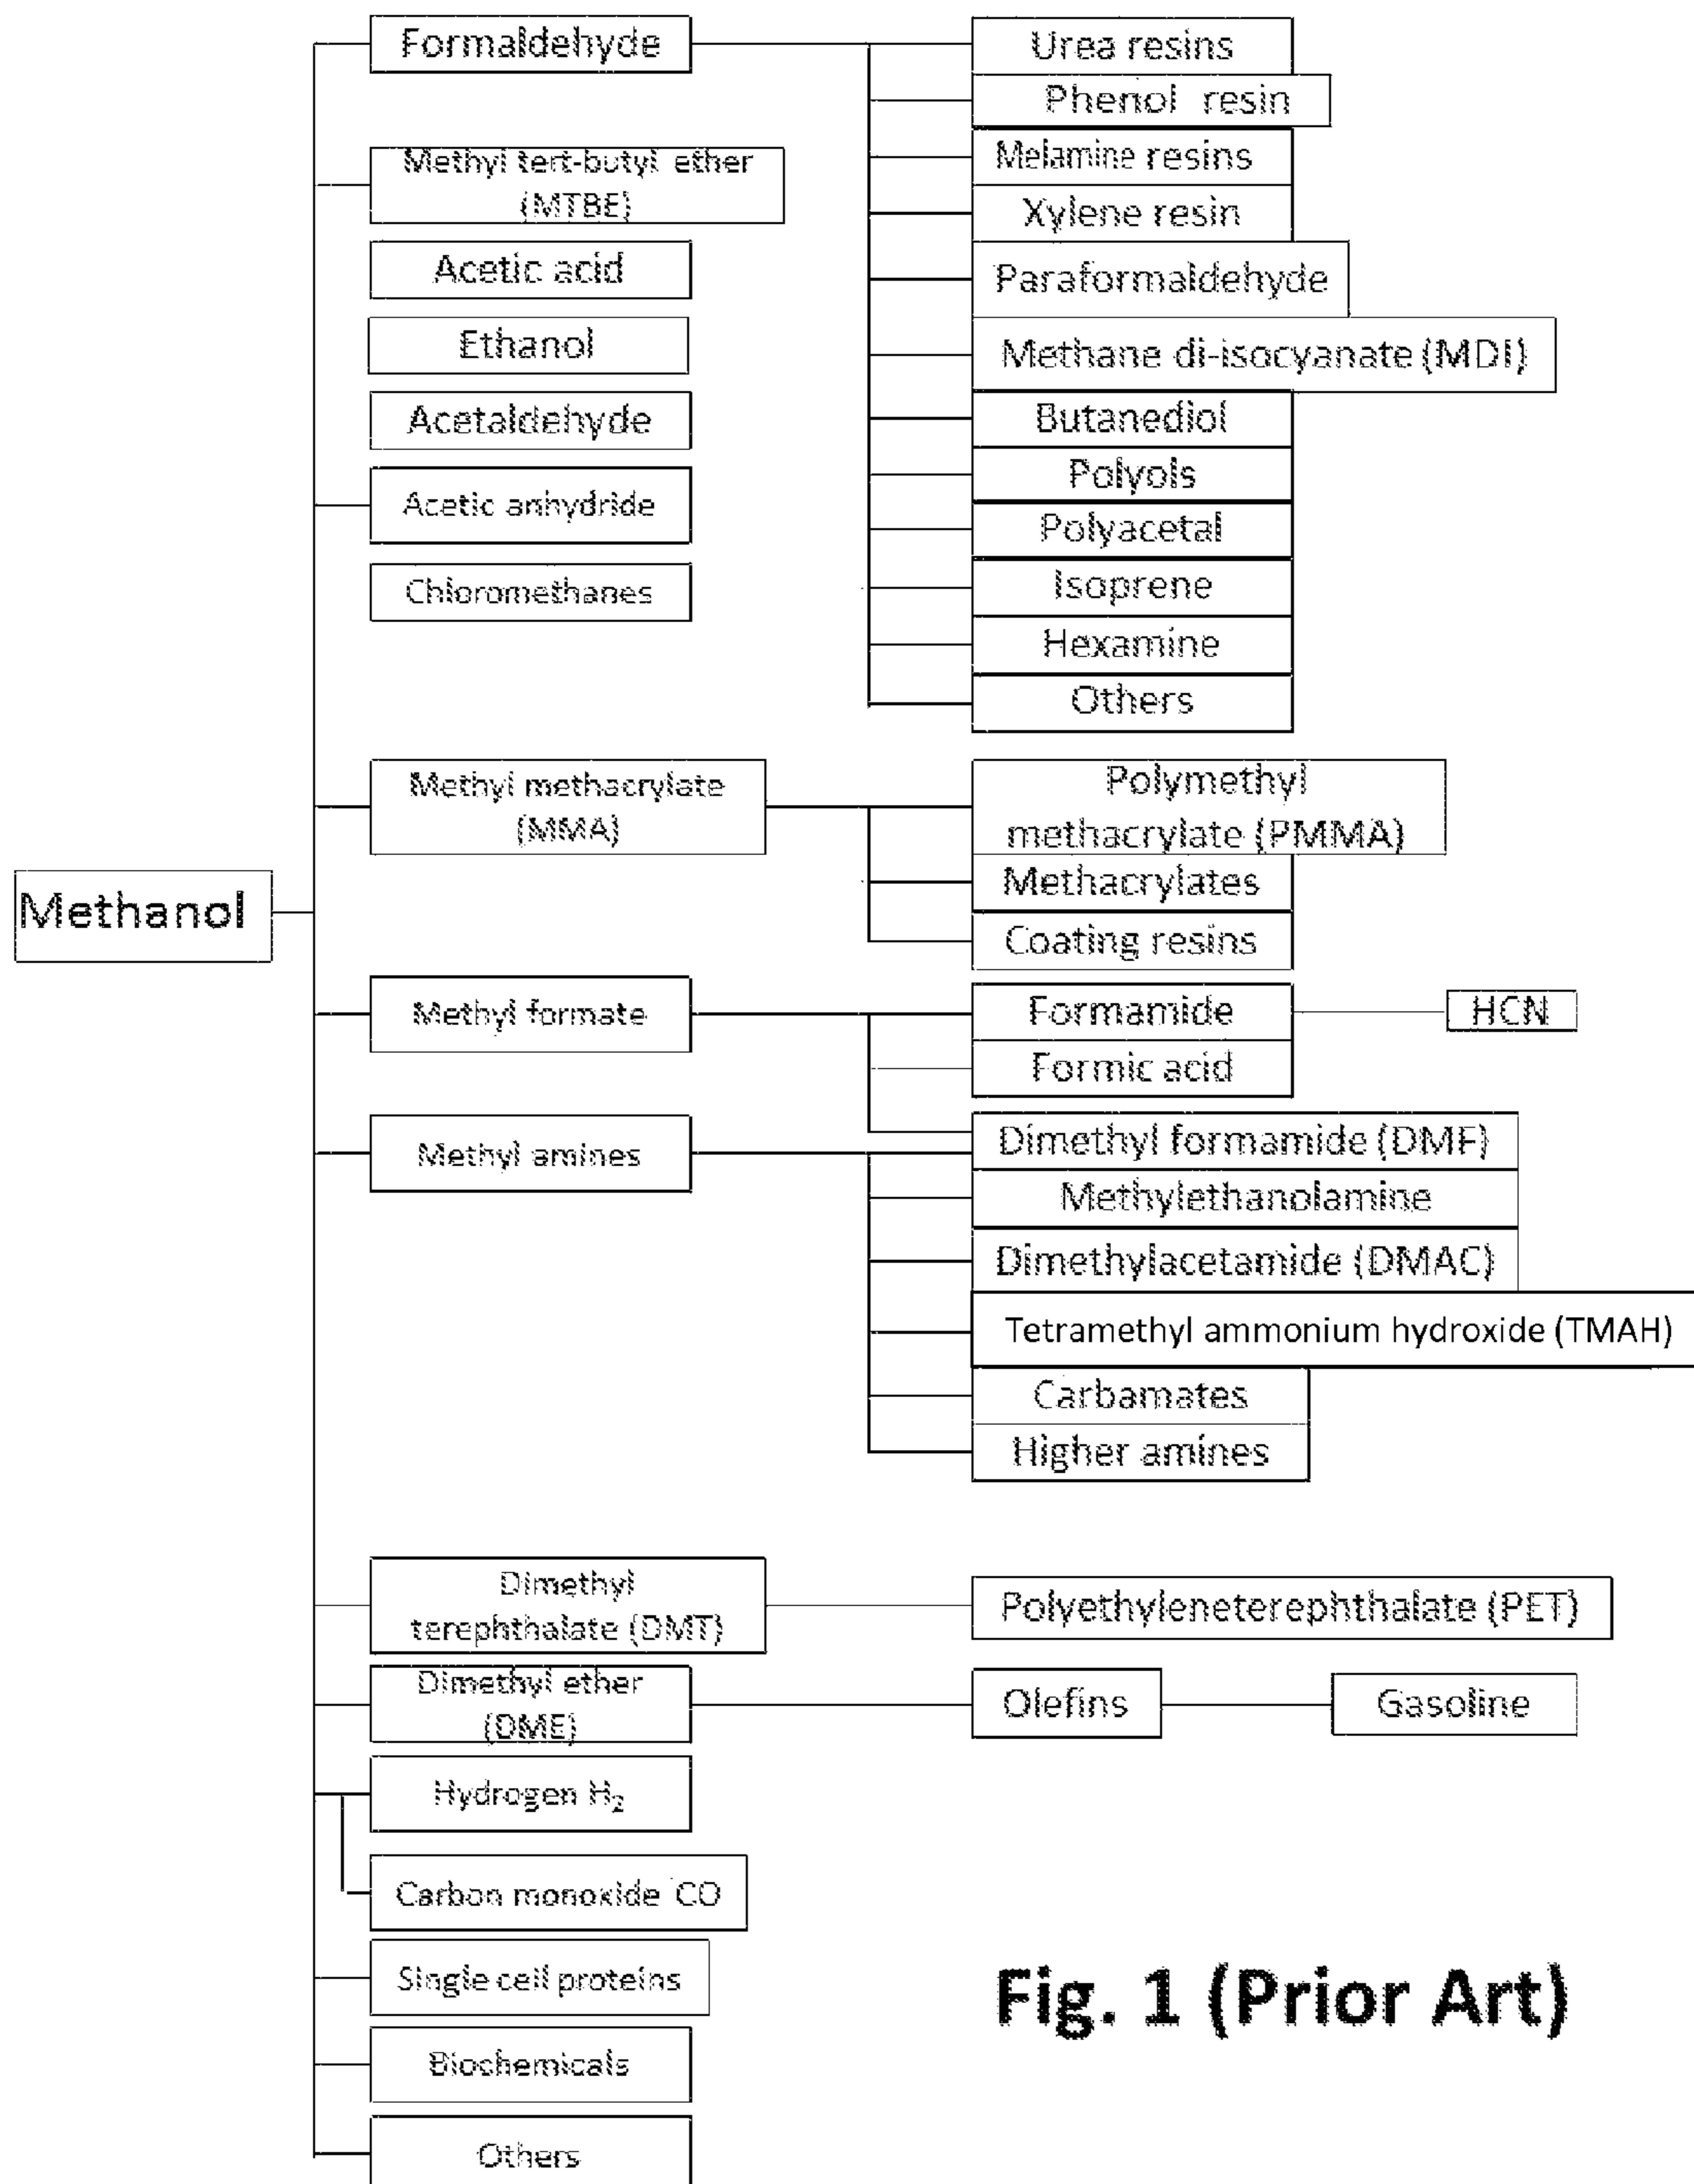 Methanol
Formaldehyde
Methyl tert-butyl ether
(MTBE)
Acetic acid
Ethanol
Acetaldehyde
Acetic anhydride
Chloromethanes
Methyl methacrylate
(MMA)
Methyl formate
Methyl amines
Dimethyl
terephthalate (DMT)
Dimethyl ether
(DME)
Hydrogen H₂
Carbon monoxide CO
Single cell proteins
Biochemicals
Others
Urea resins
Phenol resin
Melamine resins
Xylene resin
Paraformaldehyde
Methane di-isocyanate (MDI)
Butanediol
Polyols
Polyacetal
Isoprene
Hexamine
Others
Polymethyl
methacrylate (PMMA)
Methacrylates
Coating resins
Formamide
HCN
Formic acid
Dimethyl formamide (DMF)
Methylethanolamine
Dimethylacetamide (DMAC)
Tetramethyl ammonium hydroxide (TMAH)
Carbamates
Higher amines
Polyethyleneterephthalate (PET)
Olefins
Gasoline
Fig. 1 (Prior Art)